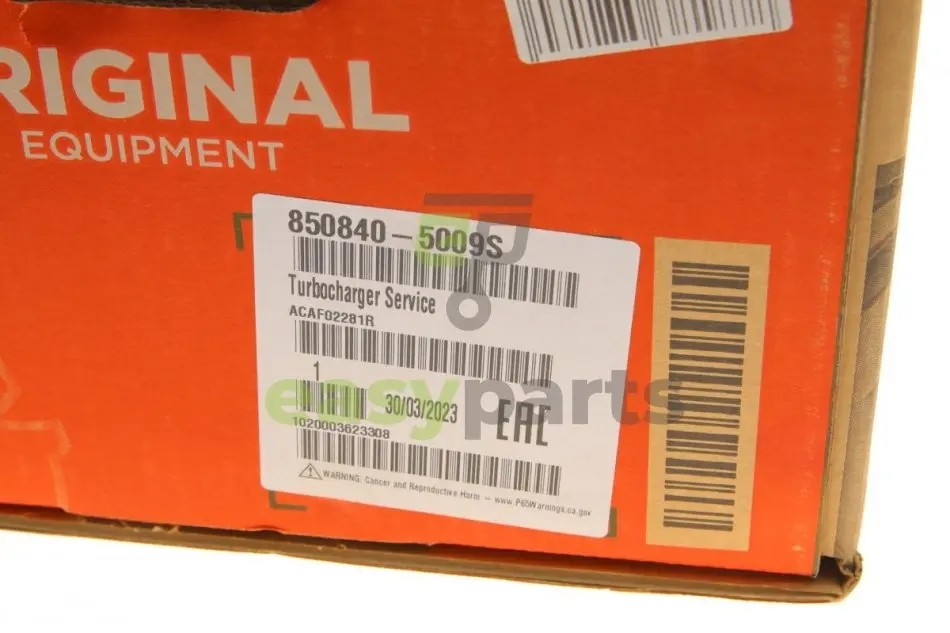 RIGINAL
EQUIPMENT
850840-5009S
Turbocharger Service
ACAF02281R
1
30/03/2023
EAC
1020003623308
WARNING: Cancer and Reproductive Harm - www.P65Warnings.ca.gov
easyparts